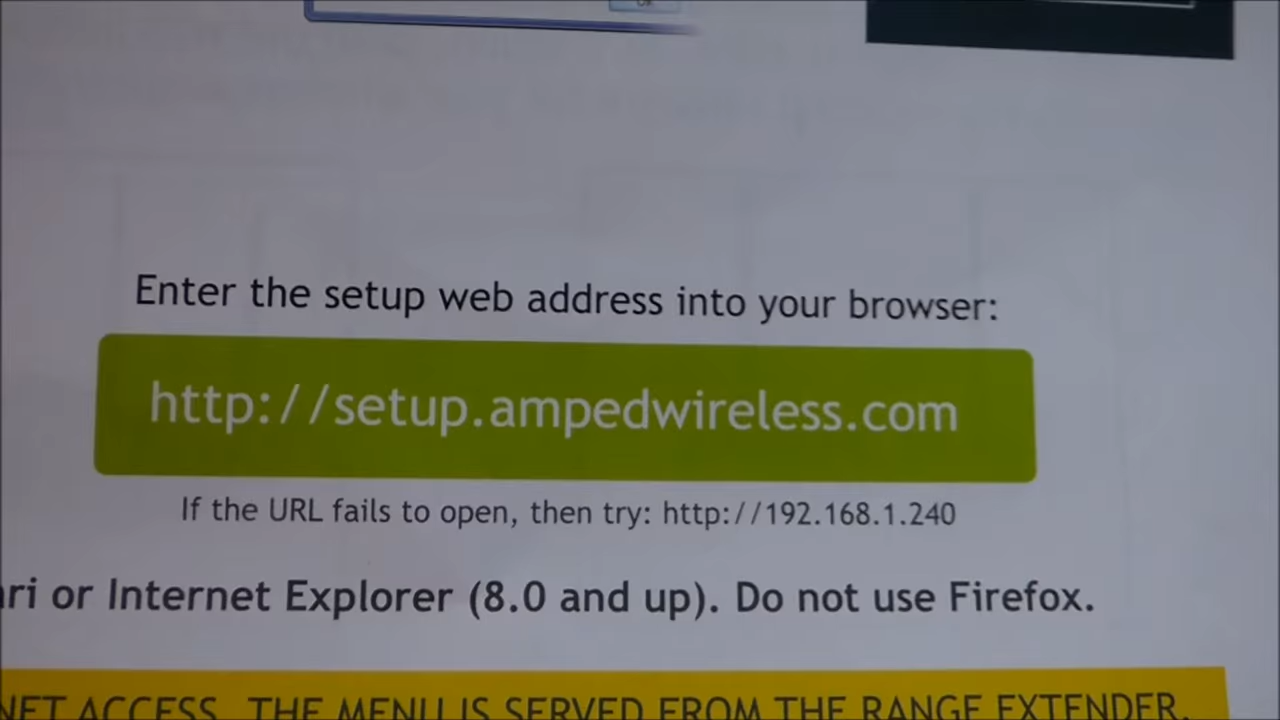 Enter the setup web address into your browser:
http://setup.ampedwireless.com
If the URL fails to open, then try: http://192.168.1.240
or Internet Explorer (8.0 and up). Do not use Firefox.
ACCESS. THE MENU IS SERVED FROM THE RANGE EXTENDER.